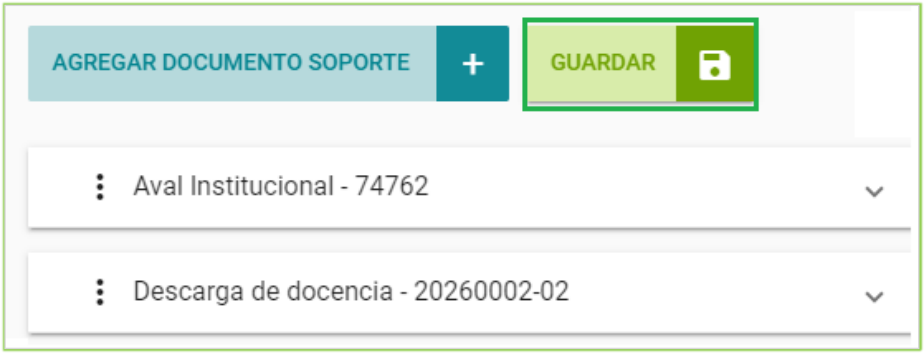 AGREGAR DOCUMENTO SOPORTE + GUARDAR
Aval Institucional - 74762
Descarga de docencia - 20260002-02